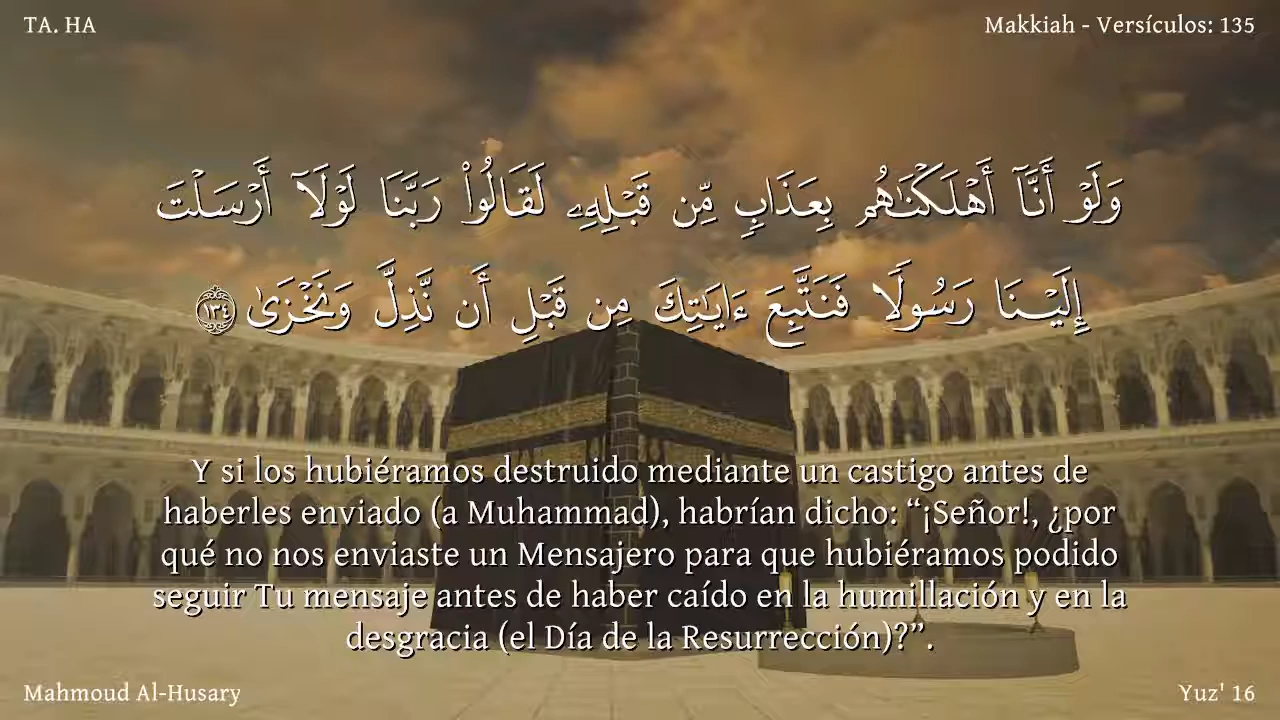 TA. HA
Makkiah - Versículos: 135
وَلَوْ أَنَّآ أَهْلَكْنَٰهُم بِعَذَابٍ مِّن قَبْلِهِۦ لَقَالُوا۟ رَبَّنَا لَوْلَآ أَرْسَلْتَ
إِلَيْنَا رَسُولًا فَنَتَّبِعَ ءَايَٰتِكَ مِن قَبْلِ أَن نَّذِلَّ وَنَخْزَىٰ ١٣٤
Y si los hubiéramos destruido mediante un castigo antes de
haberles enviado (a Muhammad), habrían dicho: “¡Señor!, ¿por
qué no nos enviaste un Mensajero para que hubiéramos podido
seguir Tu mensaje antes de haber caído en la humillación y en la
desgracia (el Día de la Resurrección)?”.
Mahmoud Al-Husary
Yuz' 16